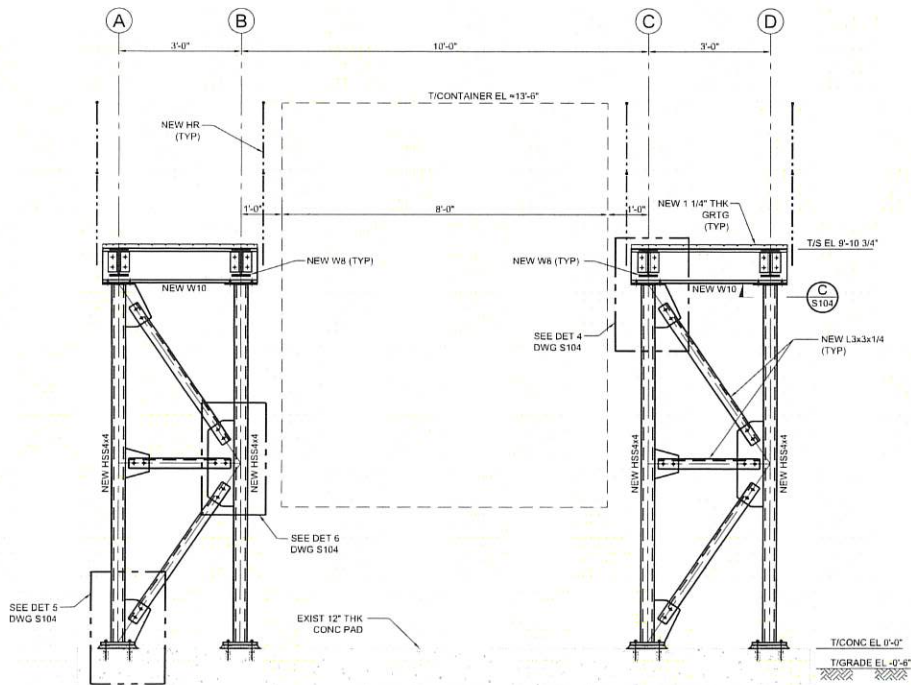 A
B
C
D
3'-0"
10'-0"
3'-0"
T/CONTAINER EL ≈13'-6"
NEW HR
(TYP)
1'-0"
8'-0"
1'-0"
NEW 1 1/4" THK
GRTG
(TYP)
T/S EL 9'-10 3/4"
NEW W8 (TYP)
NEW W8 (TYP)
NEW W10
NEW W10
C
S104
SEE DET 4
DWG S104
NEW L3x3x1/4
(TYP)
NEW HSS4x4
NEW HSS4x4
NEW HSS4x4
NEW HSS4x4
SEE DET 6
DWG S104
SEE DET 5
DWG S104
EXIST 12" THK
CONC PAD
T/CONC EL 0'-0"
T/GRADE EL -0'-6"